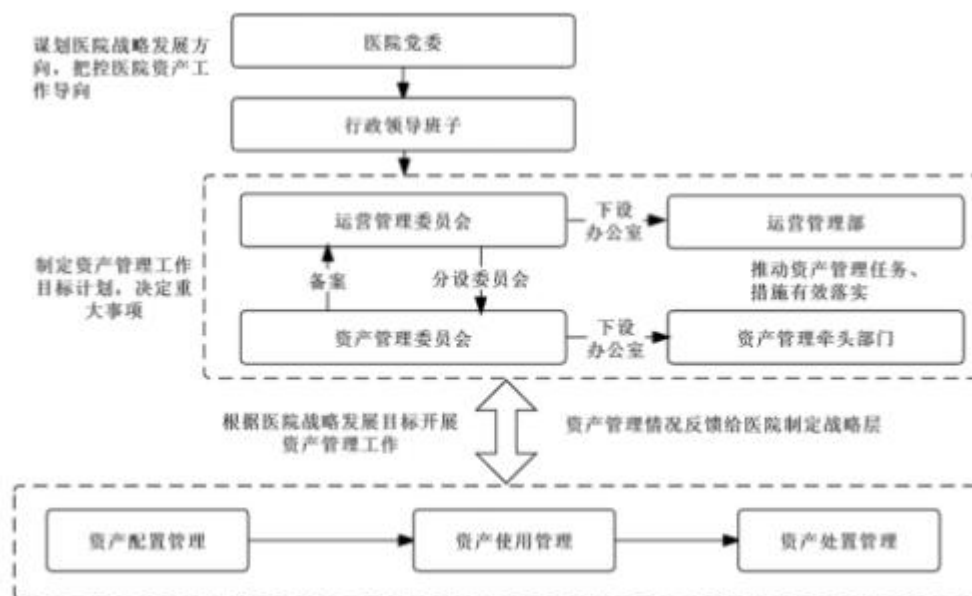 医院党委
谋划医院战略发展方
向，把控医院资产工
作导向
行政领导班子
运营管理委员会
下设
办公室
运营管理部
制定资产管理工作
目标计划，决定重
大事项
备案
分设委员会
推动资产管理任务、
措施有效落实
资产管理委员会
下设
办公室
资产管理牵头部门
根据医院战略发展目标开展
资产管理工作
资产管理情况反馈给医院制定战略层
资产配置管理
资产使用管理
资产处置管理